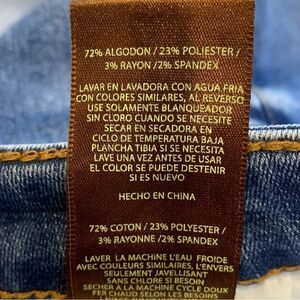 72% ALGODON / 23% POLIESTER /
3% RAYON /2% SPANDEX
LAVAR EN LAVADORA CON AGUA FRIA
CON COLORES SIMILARES, AL REVERSO
USE SOLAMENTE BLANQUEADOR
SIN CLORO CUANDO SE NECESITE
SECAR EN SECADORA EN
CICLO DE TEMPERATURA BAJA
PLANCHA TIBIA SI SE NECESITA
LAVE UNA VEZ ANTES DE USAR
EL COLOR SE PUEDE DESTENIR
SI ES NUEVO
HECHO EN CHINA
72% COTON / 23% POLYESTER /
3% RAYONNE /2% SPANDEX
LAVER LA MACHINE L'EAU FROIDE
AVEC COULEURS SIMILAIRES, L'ENVERS
SEULEMENT JAVELLISANT
SANS CHLORE SI BESOIN
SECHER A LA MACHINE CYCLE DOUX
FER CHAUD SELON LES BESOINS